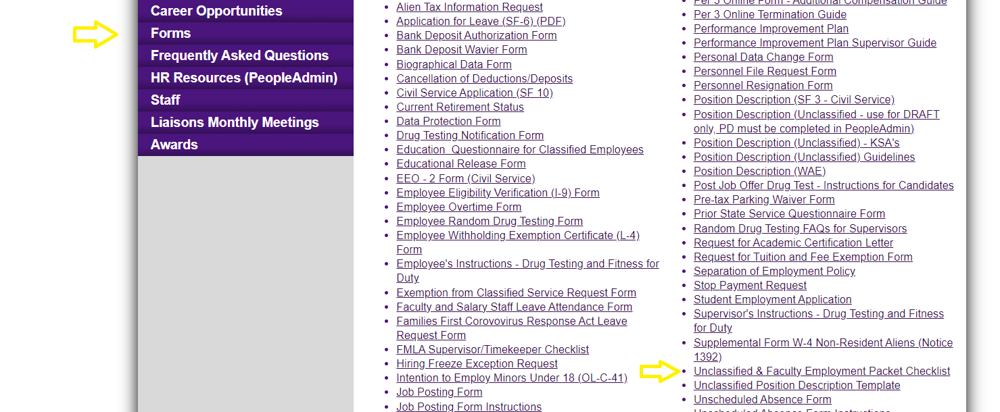 Career Opportunities
Forms
Frequently Asked Questions
HR Resources (PeopleAdmin)
Staff
Liaisons Monthly Meetings
Awards
Alien Tax Information Request
Application for Leave (SF-6) (PDF)
Bank Deposit Authorization Form
Bank Deposit Wavier Form
Biographical Data Form
Cancellation of Deductions/Deposits
Civil Service Application (SF 10)
Current Retirement Status
Data Protection Form
Drug Testing Notification Form
Education  Questionnaire for Classified Employees
Educational Release Form
EEO - 2 Form (Civil Service)
Employee Eligibility Verification (I-9) Form
Employee Overtime Form
Employee Random Drug Testing Form
Employee Withholding Exemption Certificate (L-4)
Form
Employee's Instructions - Drug Testing and Fitness for
Duty
Exemption from Classified Service Request Form
Faculty and Salary Staff Leave Attendance Form
Families First Corovovirus Response Act Leave
Request Form
FMLA Supervisor/Timekeeper Checklist
Hiring Freeze Exception Request
Intention to Employ Minors Under 18 (OL-C-41)
Job Posting Form
Job Posting Form Instructions
Per 3 Online Form - Additional Compensation Guide
Per 3 Online Termination Guide
Performance Improvement Plan
Performance Improvement Plan Supervisor Guide
Personal Data Change Form
Personnel File Request Form
Personnel Resignation Form
Position Description (SF 3 - Civil Service)
Position Description (Unclassified - use for DRAFT
only, PD must be completed in PeopleAdmin)
Position Description (Unclassified) - KSA's
Position Description (Unclassified) Guidelines
Position Description (WAE)
Post Job Offer Drug Test - Instructions for Candidates
Pre-tax Parking Waiver Form
Prior State Service Questionnaire Form
Random Drug Testing FAQs for Supervisors
Request for Academic Certification Letter
Request for Tuition and Fee Exemption Form
Separation of Employment Policy
Stop Payment Request
Student Employment Application
Supervisor's Instructions - Drug Testing and Fitness
for Duty
Supplemental Form W-4 Non-Resident Aliens (Notice
1392)
Unclassified & Faculty Employment Packet Checklist
Unclassified Position Description Template
Unscheduled Absence Form
Unscheduled Absence Form Instructions